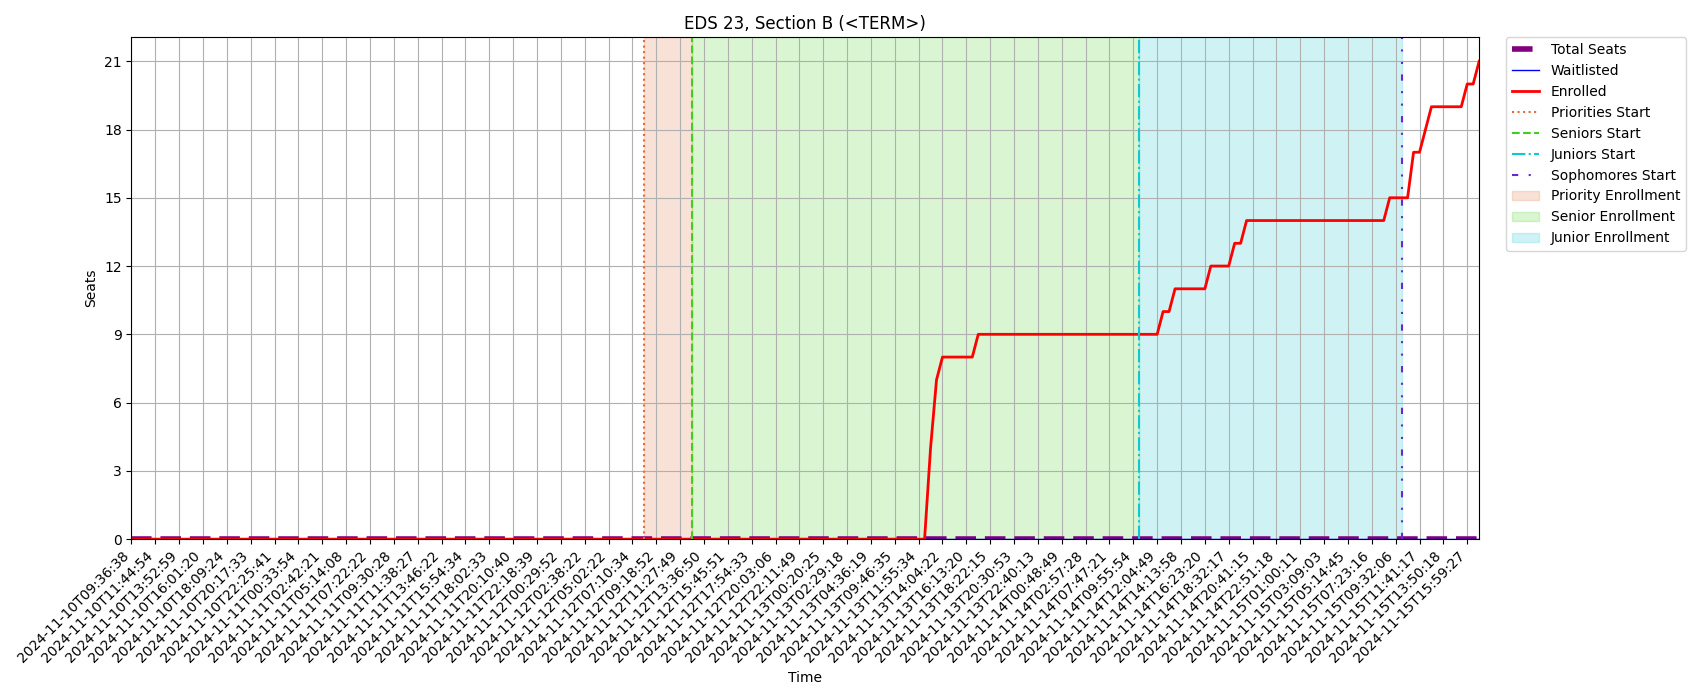 EDS 23, Section B (<TERM>)
Total Seats
Waitlisted
Enrolled
Priorities Start
Seniors Start
Juniors Start
Sophomores Start
Priority Enrollment
Senior Enrollment
Junior Enrollment
Seats
21
18
15
12
9
6
3
0
2024-11-10T09:36:38
2024-11-10T11:44:54
2024-11-10T13:52:59
2024-11-10T16:01:20
2024-11-10T18:09:24
2024-11-10T20:17:33
2024-11-10T22:25:41
2024-11-11T00:33:54
2024-11-11T02:42:21
2024-11-11T05:14:08
2024-11-11T07:22:22
2024-11-11T09:30:28
2024-11-11T11:38:27
2024-11-11T13:46:22
2024-11-11T15:54:34
2024-11-11T18:02:33
2024-11-11T20:10:40
2024-11-11T22:18:39
2024-11-12T00:29:52
2024-11-12T02:38:22
2024-11-12T05:02:22
2024-11-12T07:10:34
2024-11-12T09:18:52
2024-11-12T11:27:49
2024-11-12T13:36:50
2024-11-12T15:45:51
2024-11-12T17:54:33
2024-11-12T20:03:06
2024-11-12T22:11:49
2024-11-13T00:20:25
2024-11-13T02:29:18
2024-11-13T04:36:19
2024-11-13T09:46:35
2024-11-13T11:55:34
2024-11-13T14:04:22
2024-11-13T16:13:20
2024-11-13T18:22:15
2024-11-13T20:30:53
2024-11-13T22:40:13
2024-11-14T00:48:49
2024-11-14T02:57:28
2024-11-14T07:47:21
2024-11-14T09:55:54
2024-11-14T12:04:49
2024-11-14T14:13:58
2024-11-14T16:23:20
2024-11-14T18:32:17
2024-11-14T20:41:15
2024-11-14T22:51:18
2024-11-15T01:00:11
2024-11-15T03:09:03
2024-11-15T05:14:45
2024-11-15T07:23:16
2024-11-15T09:32:06
2024-11-15T11:41:17
2024-11-15T13:50:18
2024-11-15T15:59:27
Time